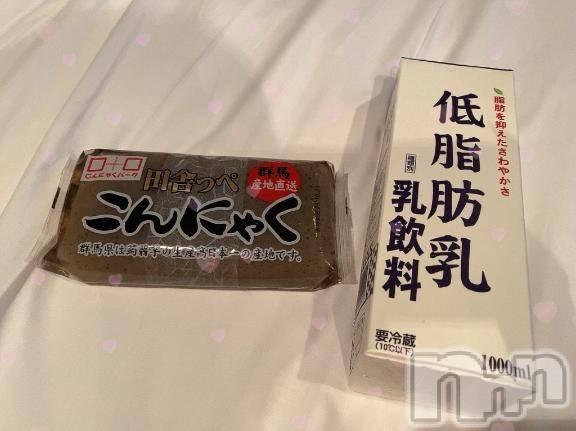 こんにゃくパーク
田舎っぺ
群馬
産地直送
こんにゃく
群馬県は蒟蒻芋の生産高日本一の産地です。
脂肪を抑えたさわやかさ
低脂肪乳
種類別
乳飲料
要冷蔵
(10℃以下)
1000ml